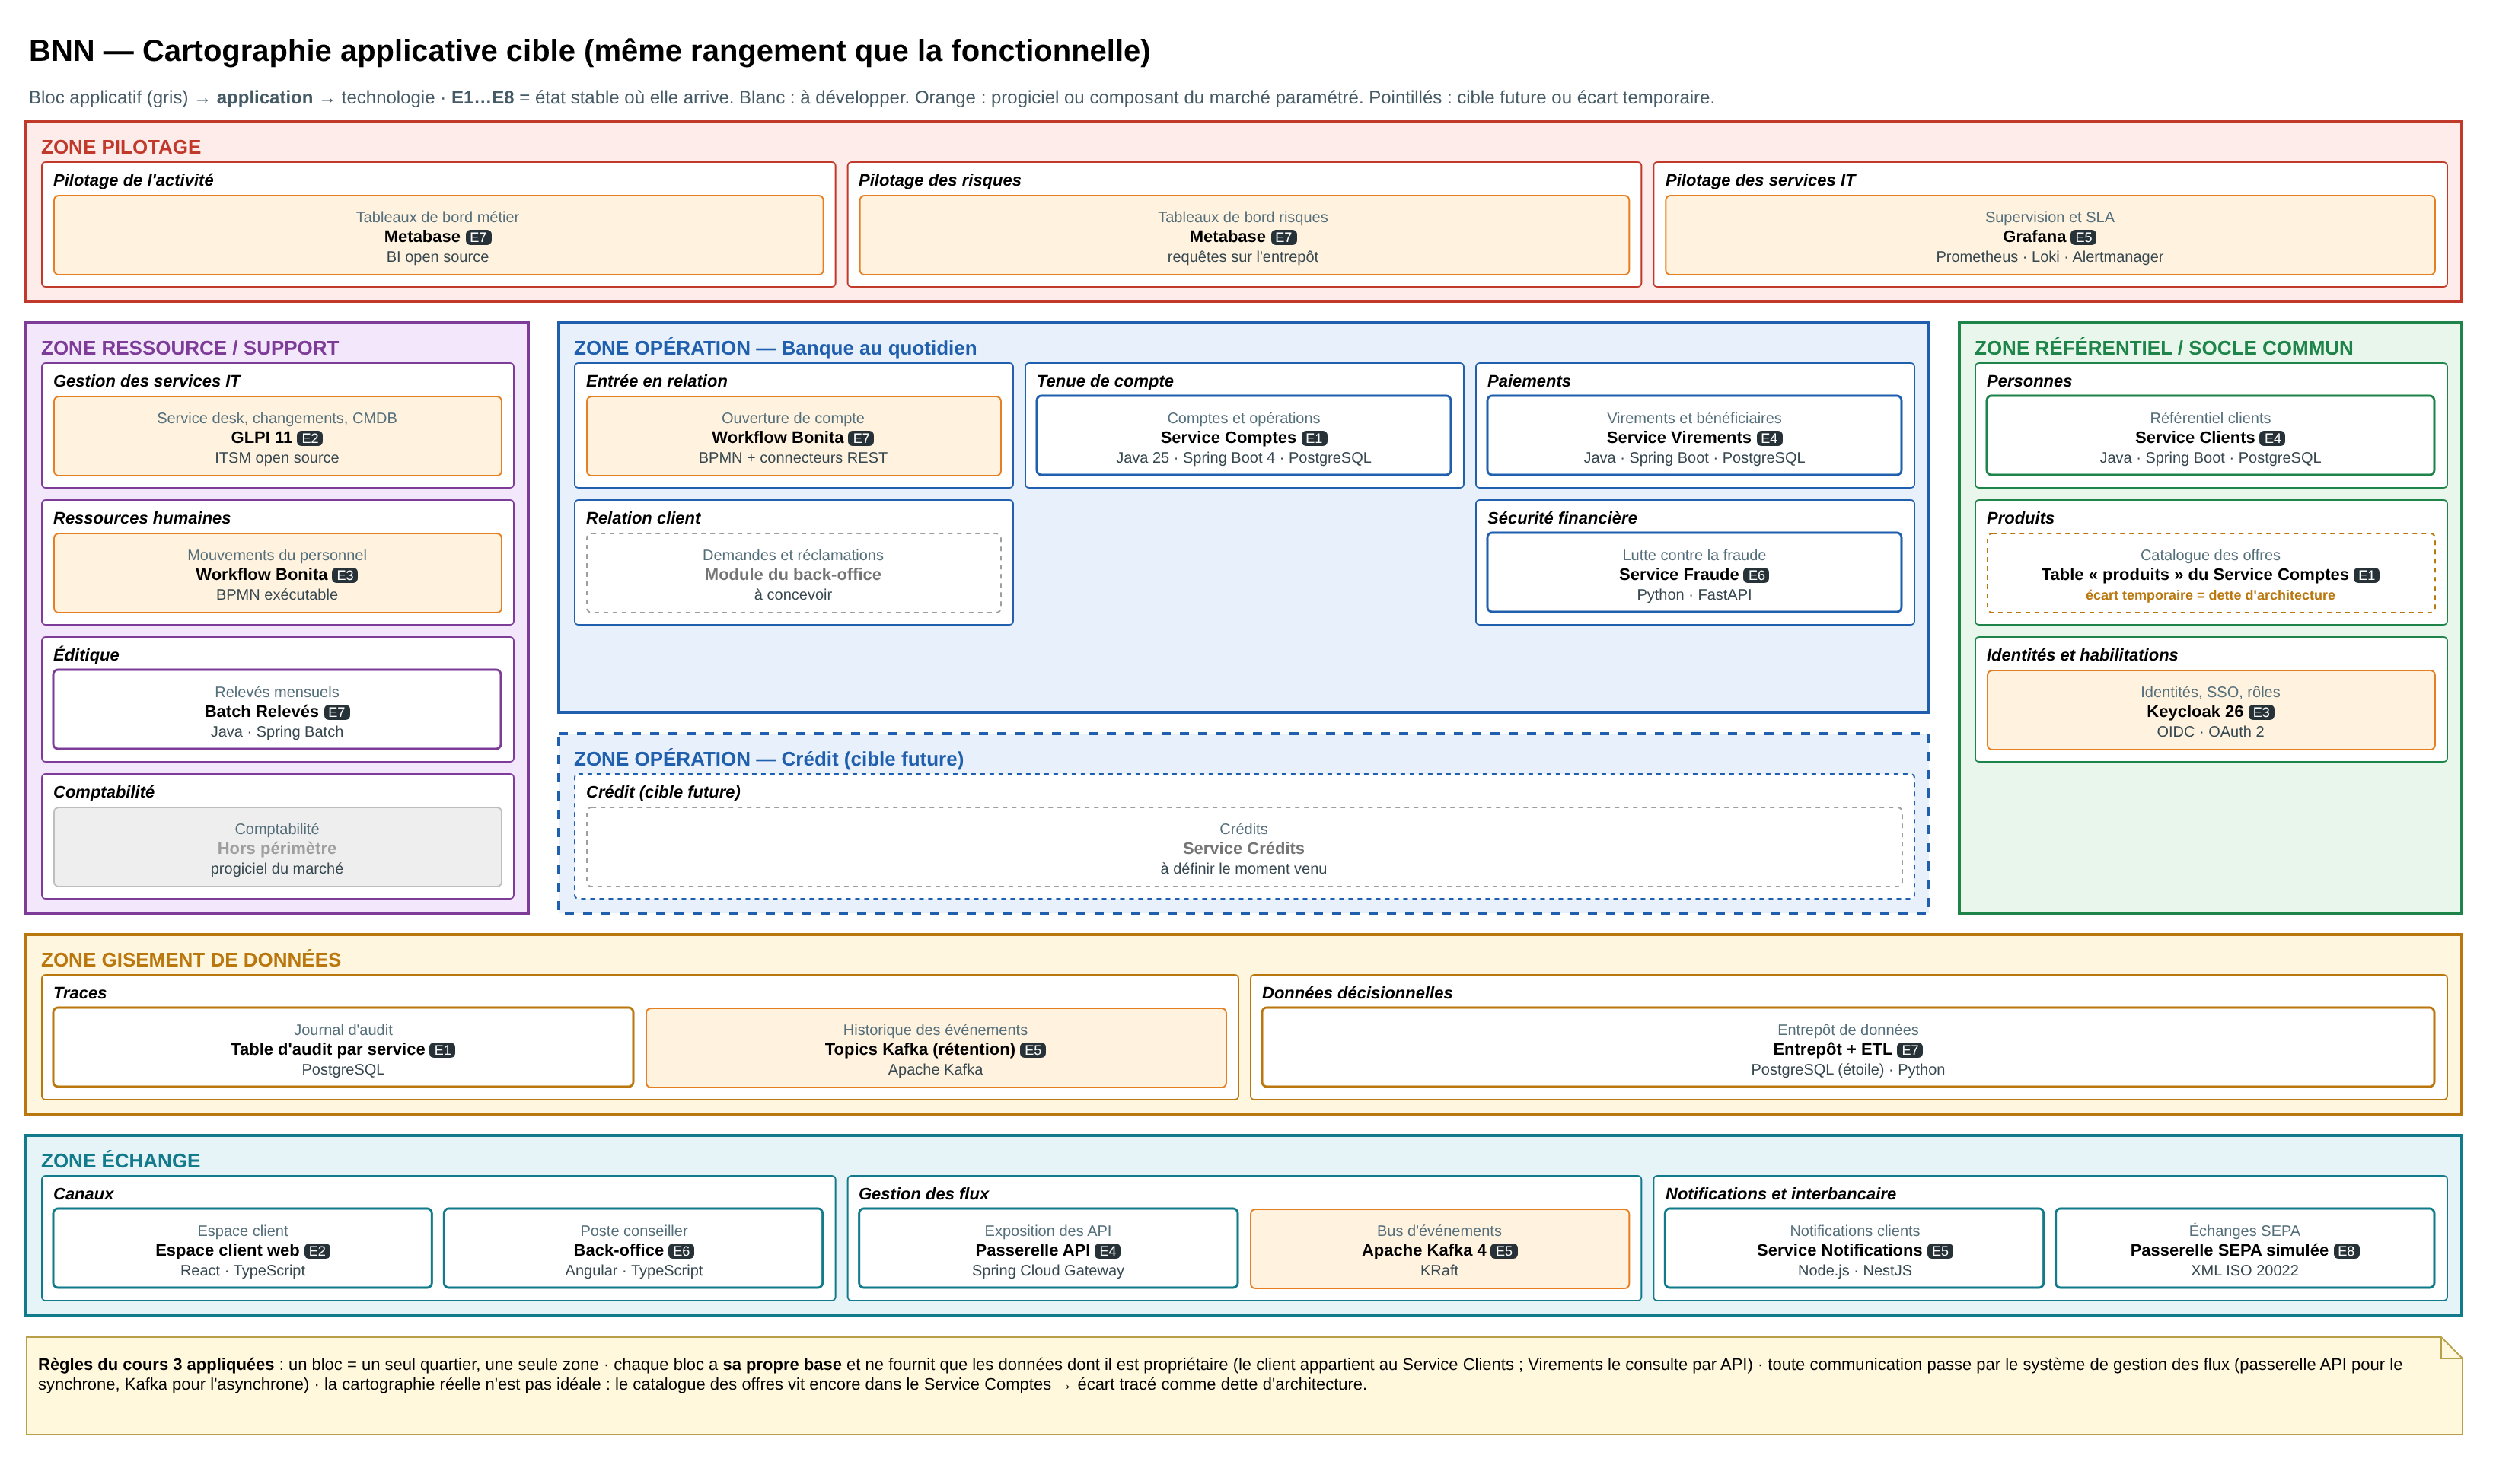 BNN — Cartographie applicative cible (même rangement que la fonctionnelle)
Bloc applicatif (gris) → application → technologie · E1…E8 = état stable où elle arrive. Blanc : à développer. Orange : progiciel ou composant du marché paramétré. Pointillés : cible future ou écart temporaire.
ZONE PILOTAGE
Pilotage de l'activité
Tableaux de bord métier
Metabase E7
BI open source
Pilotage des risques
Tableaux de bord risques
Metabase E7
requêtes sur l'entrepôt
Pilotage des services IT
Supervision et SLA
Grafana E5
Prometheus · Loki · Alertmanager
ZONE RESSOURCE / SUPPORT
Gestion des services IT
Service desk, changements, CMDB
GLPI 11 E2
ITSM open source
Ressources humaines
Mouvements du personnel
Workflow Bonita E3
BPMN exécutable
Éditique
Relevés mensuels
Batch Relevés E7
Java · Spring Batch
Comptabilité
Comptabilité
Hors périmètre
progiciel du marché
ZONE OPÉRATION — Banque au quotidien
Entrée en relation
Ouverture de compte
Workflow Bonita E7
BPMN + connecteurs REST
Tenue de compte
Comptes et opérations
Service Comptes E1
Java 25 · Spring Boot 4 · PostgreSQL
Paiements
Virements et bénéficiaires
Service Virements E4
Java · Spring Boot · PostgreSQL
Relation client
Demandes et réclamations
Module du back-office
à concevoir
Sécurité financière
Lutte contre la fraude
Service Fraude E6
Python · FastAPI
ZONE OPÉRATION — Crédit (cible future)
Crédit (cible future)
Crédits
Service Crédits
à définir le moment venu
ZONE RÉFÉRENTIEL / SOCLE COMMUN
Personnes
Référentiel clients
Service Clients E4
Java · Spring Boot · PostgreSQL
Produits
Catalogue des offres
Table « produits » du Service Comptes E1
écart temporaire = dette d'architecture
Identités et habilitations
Identités, SSO, rôles
Keycloak 26 E3
OIDC · OAuth 2
ZONE GISEMENT DE DONNÉES
Traces
Journal d'audit
Table d'audit par service E1
PostgreSQL
Historique des événements
Topics Kafka (rétention) E5
Apache Kafka
Données décisionnelles
Entrepôt de données
Entrepôt + ETL E7
PostgreSQL (étoile) · Python
ZONE ÉCHANGE
Canaux
Espace client
Espace client web E2
React · TypeScript
Poste conseiller
Back-office E6
Angular · TypeScript
Gestion des flux
Exposition des API
Passerelle API E4
Spring Cloud Gateway
Bus d'événements
Apache Kafka 4 E5
KRaft
Notifications et interbancaire
Notifications clients
Service Notifications E5
Node.js · NestJS
Échanges SEPA
Passerelle SEPA simulée E8
XML ISO 20022
Règles du cours 3 appliquées : un bloc = un seul quartier, une seule zone · chaque bloc a sa propre base et ne fournit que les données dont il est propriétaire (le client appartient au Service Clients ; Virements le consulte par API) · toute communication passe par le système de gestion des flux (passerelle API pour le
synchrone, Kafka pour l'asynchrone) · la cartographie réelle n'est pas idéale : le catalogue des offres vit encore dans le Service Comptes → écart tracé comme dette d'architecture.